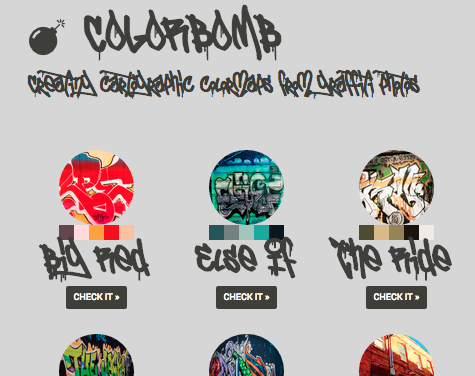 COLORBOMB
creating cartographic colormaps from graffiti photos
Big Red
Else If
The Ride
CHECK IT »
CHECK IT »
CHECK IT »